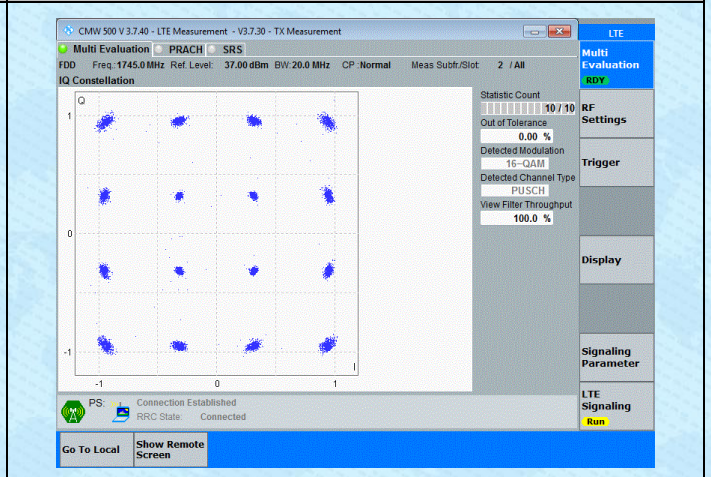 CMW 500 V 3.7.40 - LTE Measurement - V3.7.30 - TX Measurement
LTE
Multi Evaluation PRACH SRS
FDD Freq.:1745.0 MHz Ref. Level: 37.00 dBm BW:20.0 MHz CP :Normal Meas Subfr./Slot: 2 / All
IQ Constellation
Q
1
0
-1
-1 0 1
I
Statistic Count
10 / 10
Out of Tolerance
0.00 %
Detected Modulation
16-QAM
Detected Channel Type
PUSCH
View Filter Throughput
100.0 %
Multi
Evaluation
RDY
RF
Settings
Trigger
Display
Signaling
Parameter
LTE
Signaling
Run
PS: Connection Established
RRC State: Connected
Go To Local
Show Remote
Screen